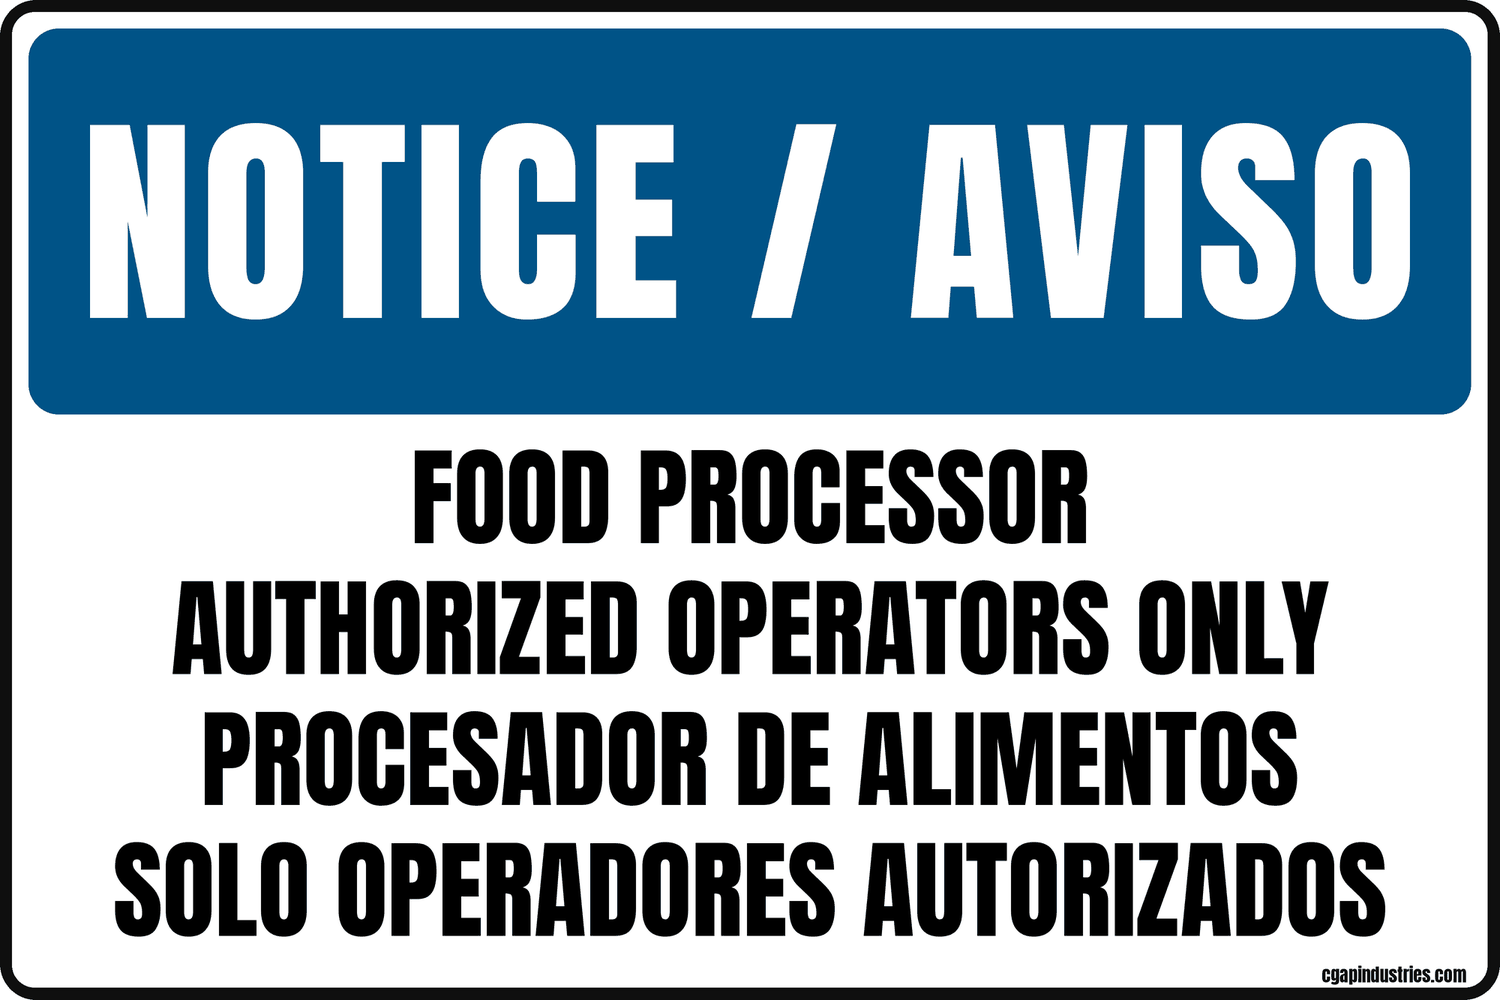 NOTICE / AVISO
FOOD PROCESSOR
AUTHORIZED OPERATORS ONLY
PROCESADOR DE ALIMENTOS
SOLO OPERADORES AUTORIZADOS
cgapindustries.com